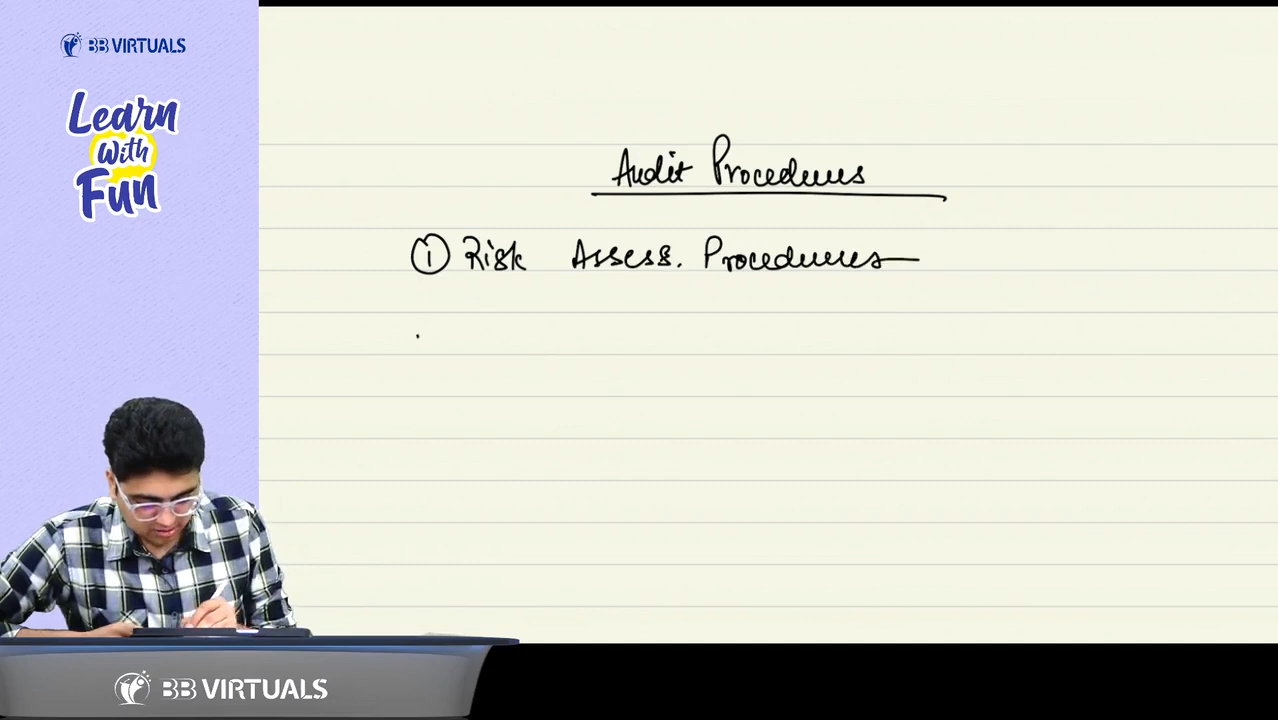 BB VIRTUALS
Learn
With
Fun
Audit Procedures
① Risk Assess. Procedures
BB VIRTUALS